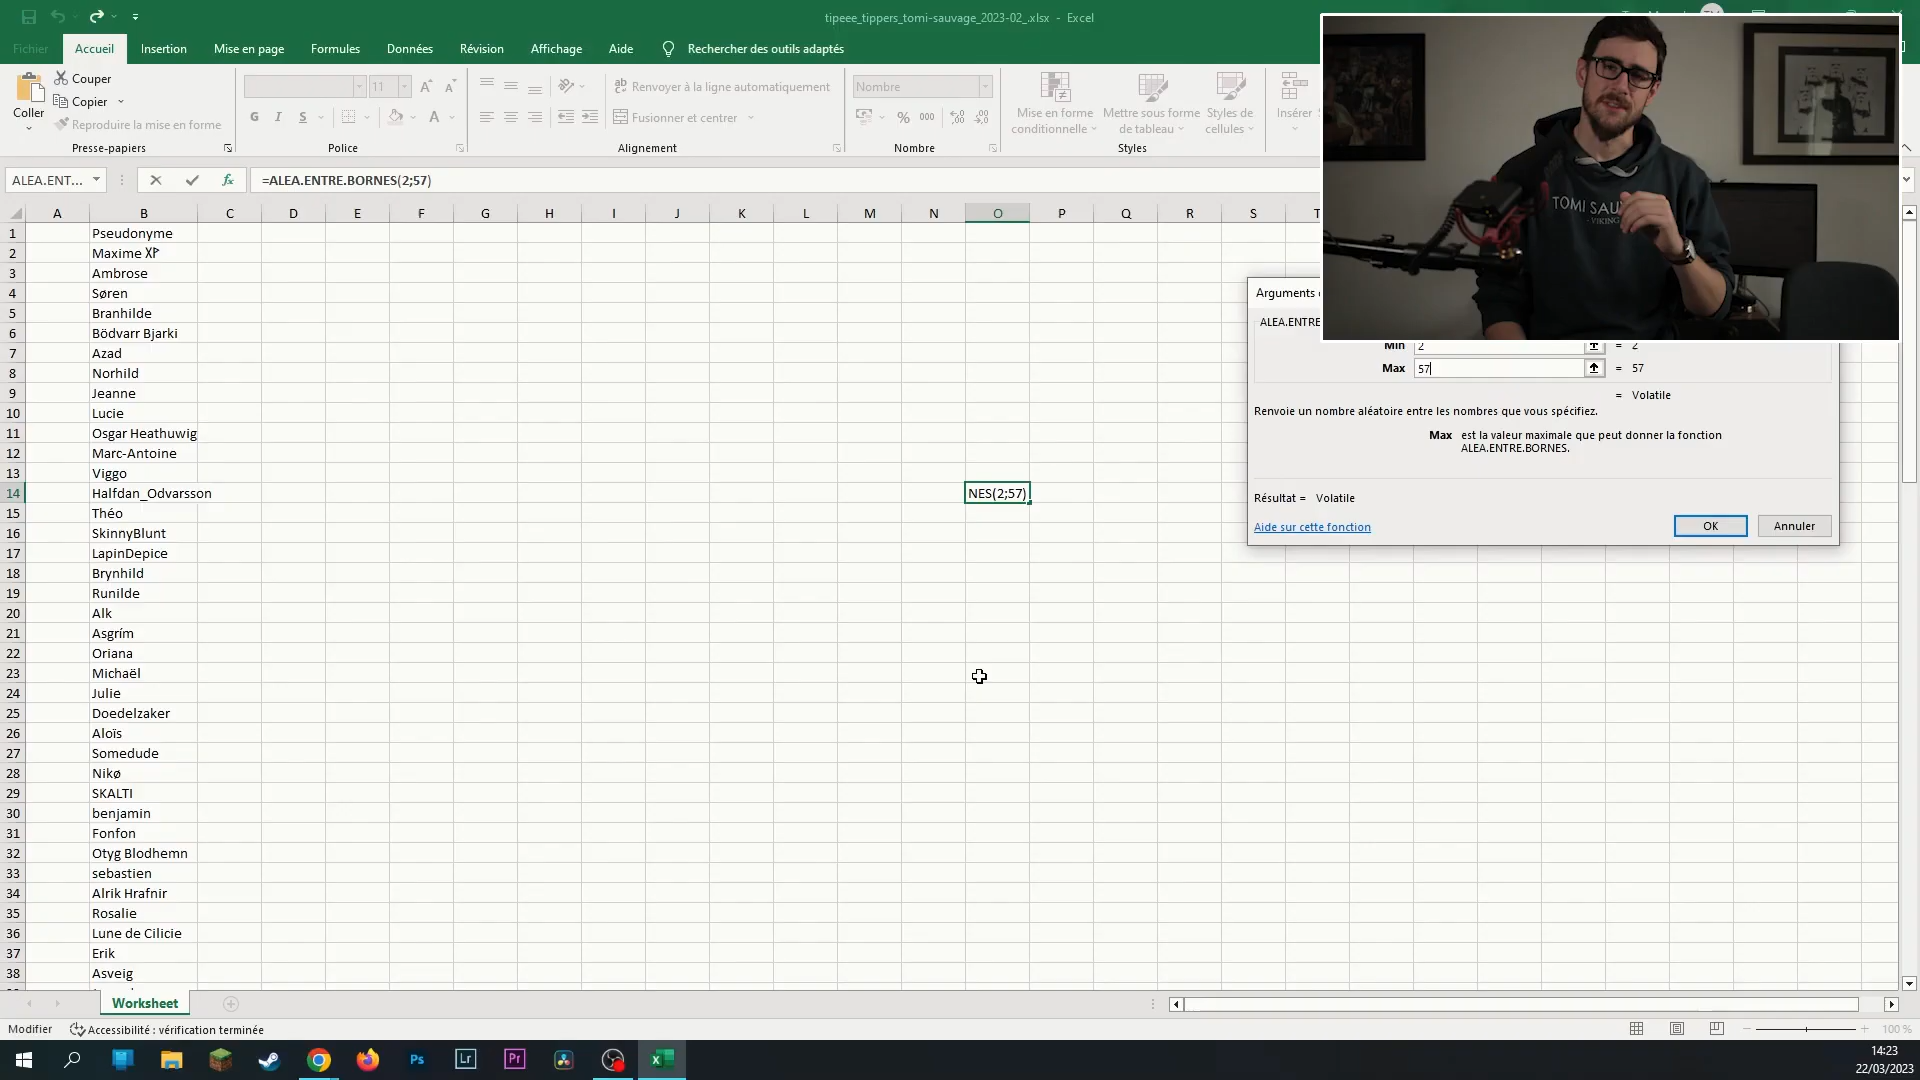 tipeee_tippers_tomi-sauvage_2023-02_.xlsx - Excel
Fichier Accueil Insertion Mise en page Formules Données Révision Affichage Aide Rechercher des outils adaptés
Coller
Couper
Copier
Reproduire la mise en forme
Presse-papiers
11
G I S
Police
Renvoyer à la ligne automatiquement
Fusionner et centrer
Alignement
Nombre
% 000
Nombre
Mise en forme conditionnelle
Mettre sous forme de tableau
Styles de cellules
Styles
Insérer
ALEA.ENT... fx =ALEA.ENTRE.BORNES(2;57)
A B C D E F G H I J K L M N O P Q R S T
1 Pseudonyme
2 Maxime
3 Ambrose
4 Søren
5 Branhilde
6 Bödvarr Bjarki
7 Azad
8 Norhild
9 Jeanne
10 Lucie
11 Osgar Heathuwig
12 Marc-Antoine
13 Viggo
14 Halfdan_Odvarsson NES(2;57)
15 Théo
16 SkinnyBlunt
17 LapinDepice
18 Brynhild
19 Runilde
20 Alk
21 Asgrím
22 Oriana
23 Michaël
24 Julie
25 Doedelzaker
26 Aloïs
27 Somedude
28 Nikø
29 SKALTI
30 benjamin
31 Fonfon
32 Otyg Blodhemn
33 sebastien
34 Alrik Hrafnir
35 Rosalie
36 Lune de Cilicie
37 Erik
38 Asveig
TOMI SAU
VIKING
Arguments
ALEA.ENTRE
Min 2 = 2
Max 57 = 57
= Volatile
Renvoie un nombre aléatoire entre les nombres que vous spécifiez.
Max est la valeur maximale que peut donner la fonction
ALEA.ENTRE.BORNES.
Résultat = Volatile
Aide sur cette fonction OK Annuler
Worksheet
Modifier Accessibilité : vérification terminée 100 %
Ps Lr Pr
14:23
22/03/2023